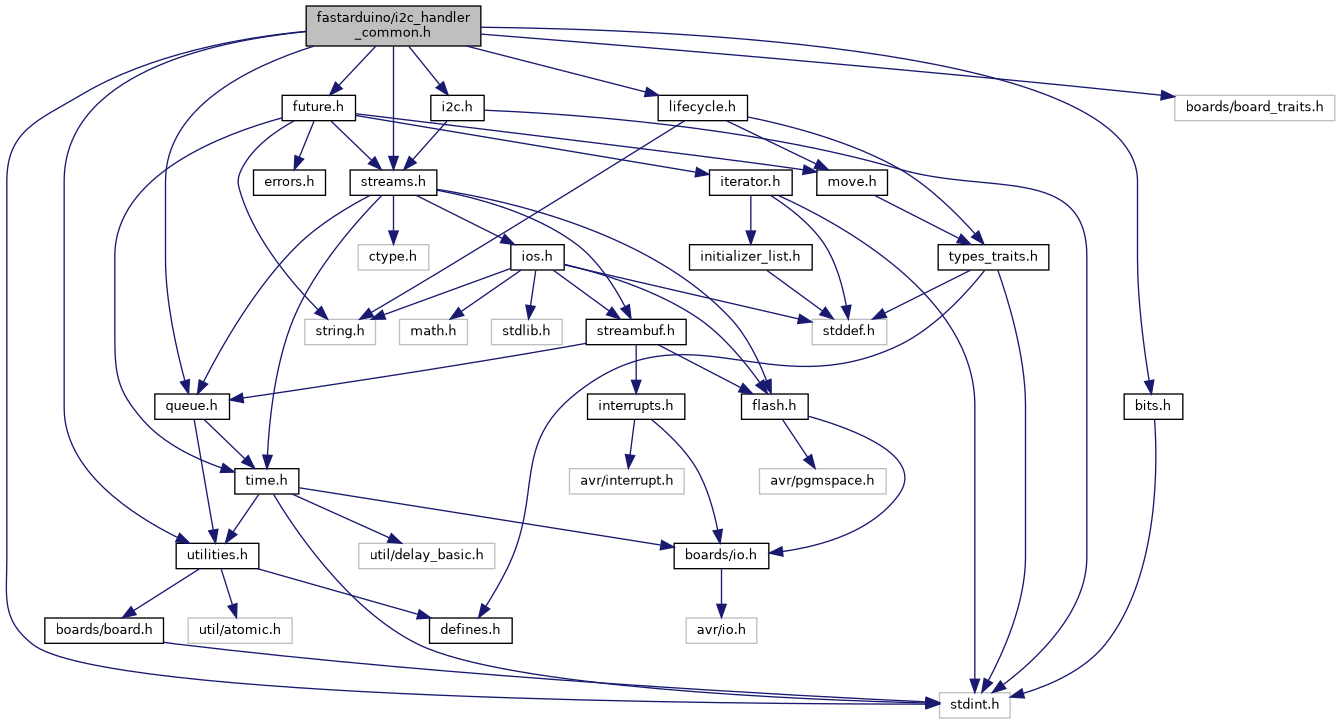 fastarduino/i2c_handler
_common.h
boards/board_traits.h
future.h
i2c.h
lifecycle.h
errors.h
streams.h
iterator.h
move.h
ctype.h
ios.h
initializer_list.h
types_traits.h
string.h
math.h
stdlib.h
streambuf.h
stddef.h
queue.h
interrupts.h
flash.h
bits.h
time.h
avr/interrupt.h
avr/pgmspace.h
utilities.h
util/delay_basic.h
boards/io.h
boards/board.h
util/atomic.h
defines.h
avr/io.h
stdint.h